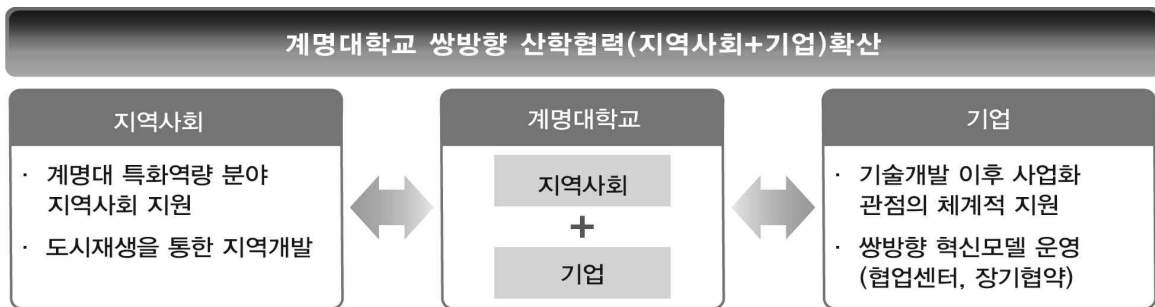 계명대학교 쌍방향 산학협력(지역사회+기업)확산
지역사회
· 계명대 특화역량 분야
지역사회 지원
· 도시재생을 통한 지역개발
계명대학교
지역사회
+
기업
기업
· 기술개발 이후 사업화
관점의 체계적 지원
· 쌍방향 혁신모델 운영
(협업센터, 장기협약)